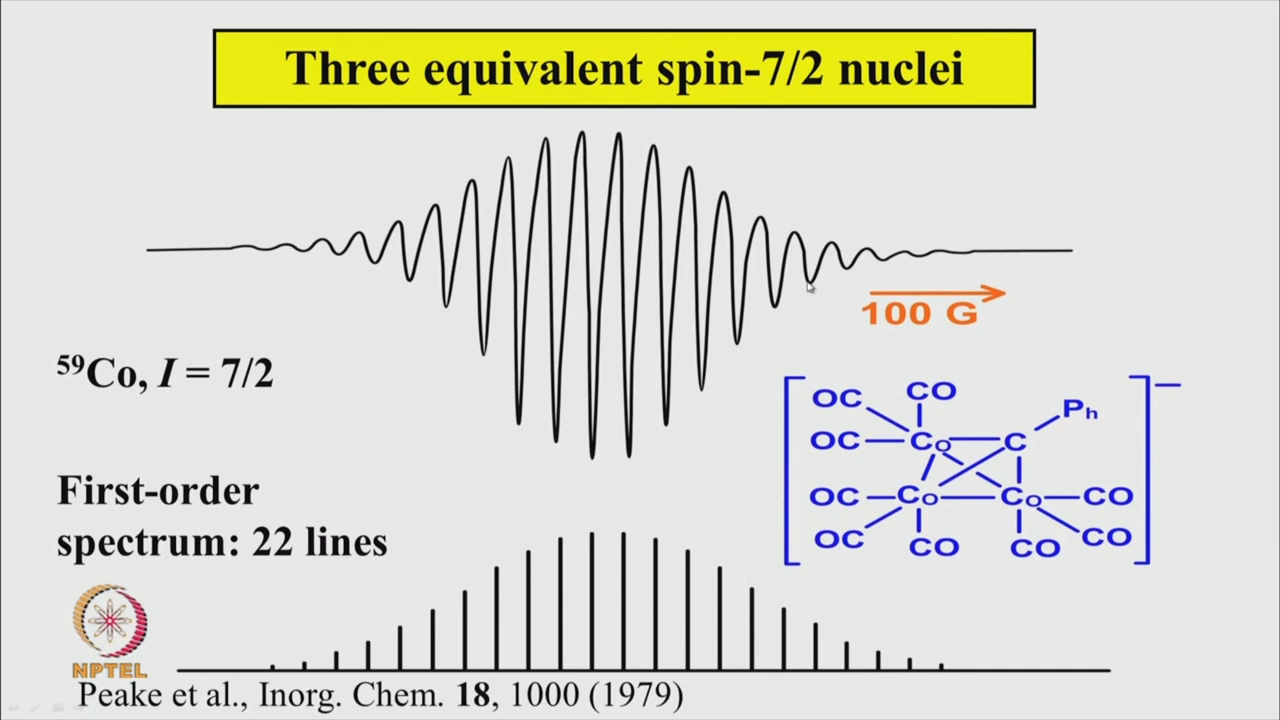 Three equivalent spin-7/2 nuclei
100 G
⁵⁹Co, I = 7/2
First-order
spectrum: 22 lines
OC CO Ph
OC Co C
OC Co Co CO
OC CO CO CO
−
NPTEL
Peake et al., Inorg. Chem. 18, 1000 (1979)